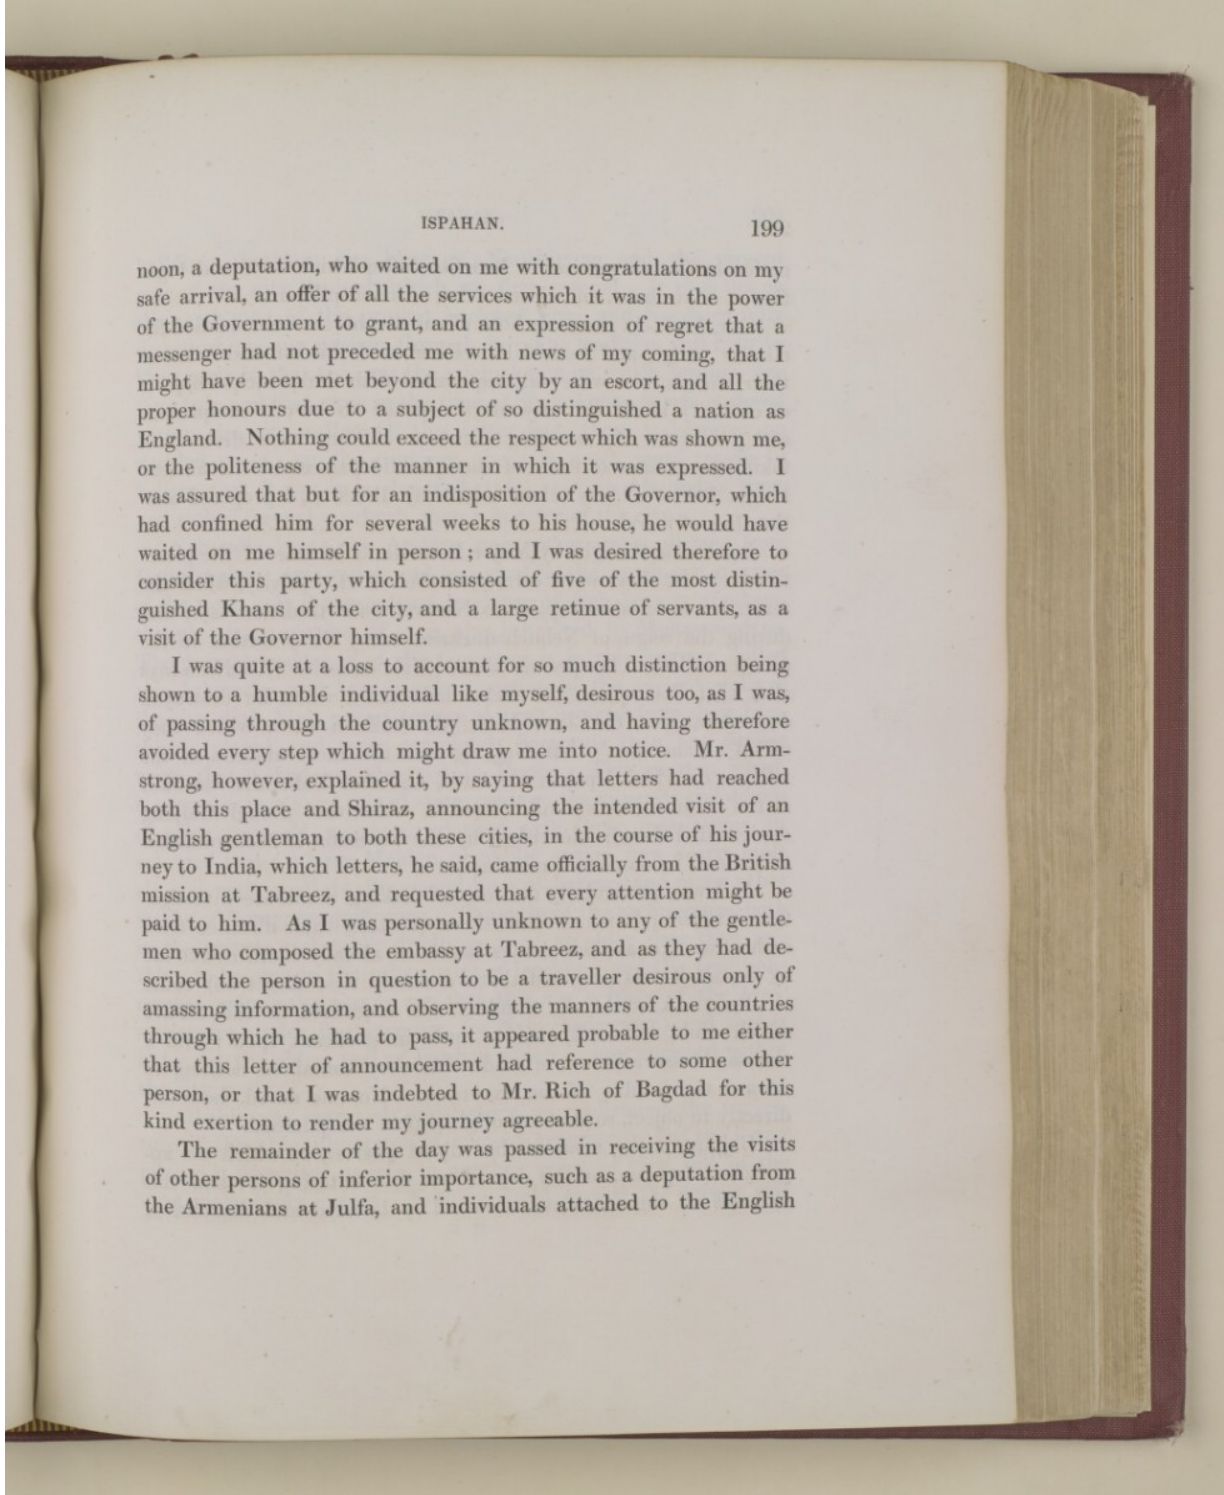 ISPAHAN. 199
noon, a deputation, who waited on me with congratulations on my
safe arrival, an offer of all the services which it was in the power
of the Government to grant, and an expression of regret that a
messenger had not preceded me with news of my coming, that I
might have been met beyond the city by an escort, and all the
proper honours due to a subject of so distinguished a nation as
England. Nothing could exceed the respect which was shown me,
or the politeness of the manner in which it was expressed. I
was assured that but for an indisposition of the Governor, which
had confined him for several weeks to his house, he would have
waited on me himself in person ; and I was desired therefore to
consider this party, which consisted of five of the most distin-
guished Khans of the city, and a large retinue of servants, as a
visit of the Governor himself.
I was quite at a loss to account for so much distinction being
shown to a humble individual like myself, desirous too, as I was,
of passing through the country unknown, and having therefore
avoided every step which might draw me into notice. Mr. Arm-
strong, however, explained it, by saying that letters had reached
both this place and Shiraz, announcing the intended visit of an
English gentleman to both these cities, in the course of his jour-
ney to India, which letters, he said, came officially from the British
mission at Tabreez, and requested that every attention might be
paid to him. As I was personally unknown to any of the gentle-
men who composed the embassy at Tabreez, and as they had de-
scribed the person in question to be a traveller desirous only of
amassing information, and observing the manners of the countries
through which he had to pass, it appeared probable to me either
that this letter of announcement had reference to some other
person, or that I was indebted to Mr. Rich of Bagdad for this
kind exertion to render my journey agreeable.
The remainder of the day was passed in receiving the visits
of other persons of inferior importance, such as a deputation from
the Armenians at Julfa, and individuals attached to the English